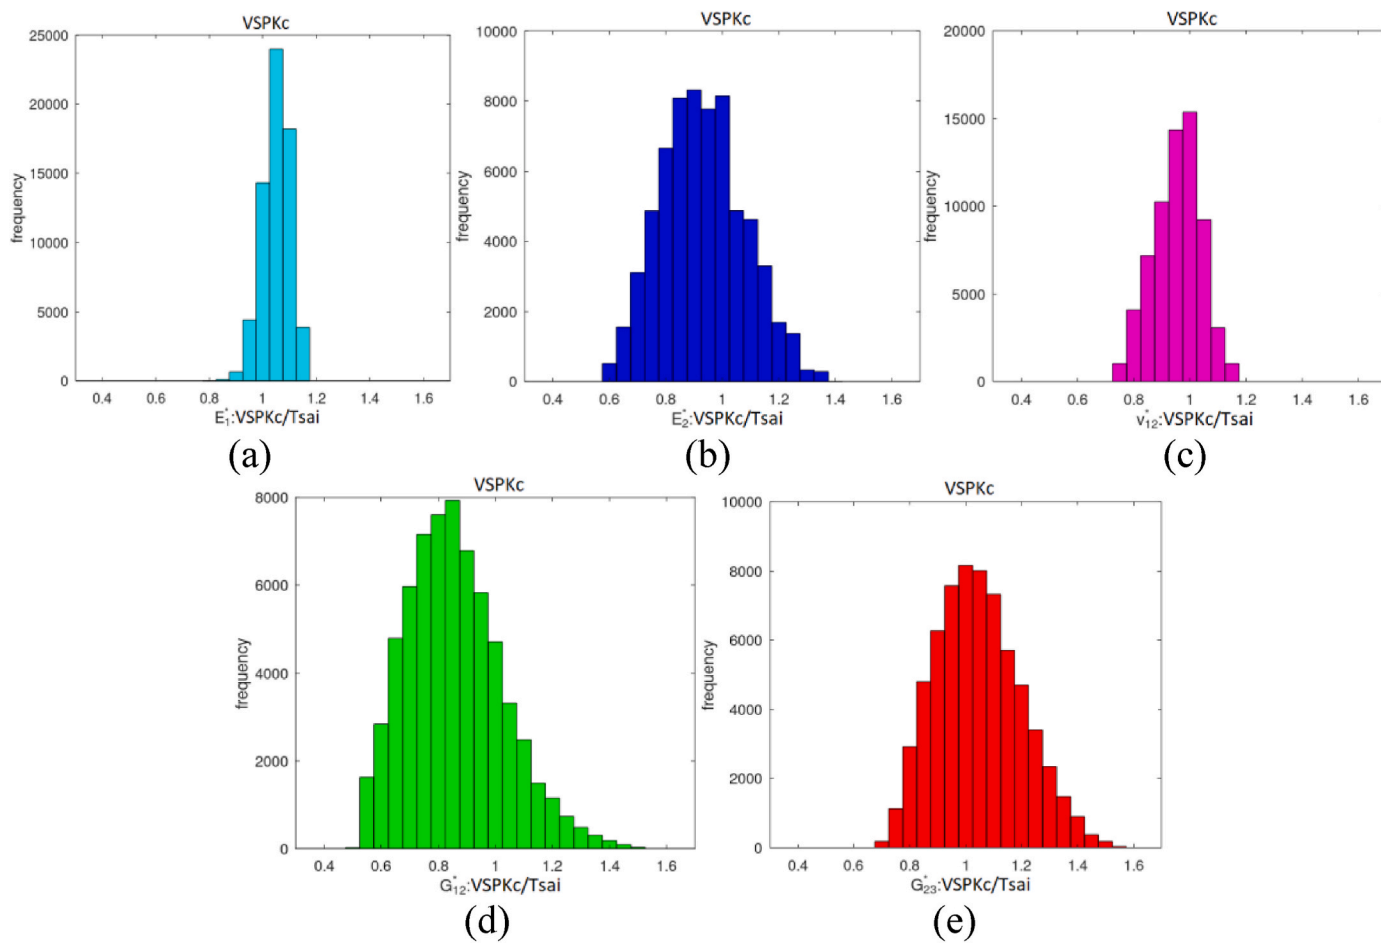 VSPKc
25000
20000
15000
10000
5000
0
frequency
0.4 0.6 0.8 1 1.2 1.4 1.6
E*1:VSPKc/Tsai
(a)
VSPKc
10000
8000
6000
4000
2000
0
frequency
0.4 0.6 0.8 1 1.2 1.4 1.6
E*2:VSPKc/Tsai
(b)
VSPKc
20000
15000
10000
5000
0
frequency
0.4 0.6 0.8 1 1.2 1.4 1.6
v*12:VSPKc/Tsai
(c)
VSPKc
8000
6000
4000
2000
0
frequency
0.4 0.6 0.8 1 1.2 1.4 1.6
G*12:VSPKc/Tsai
(d)
VSPKc
10000
8000
6000
4000
2000
0
frequency
0.4 0.6 0.8 1 1.2 1.4 1.6
G*23:VSPKc/Tsai
(e)